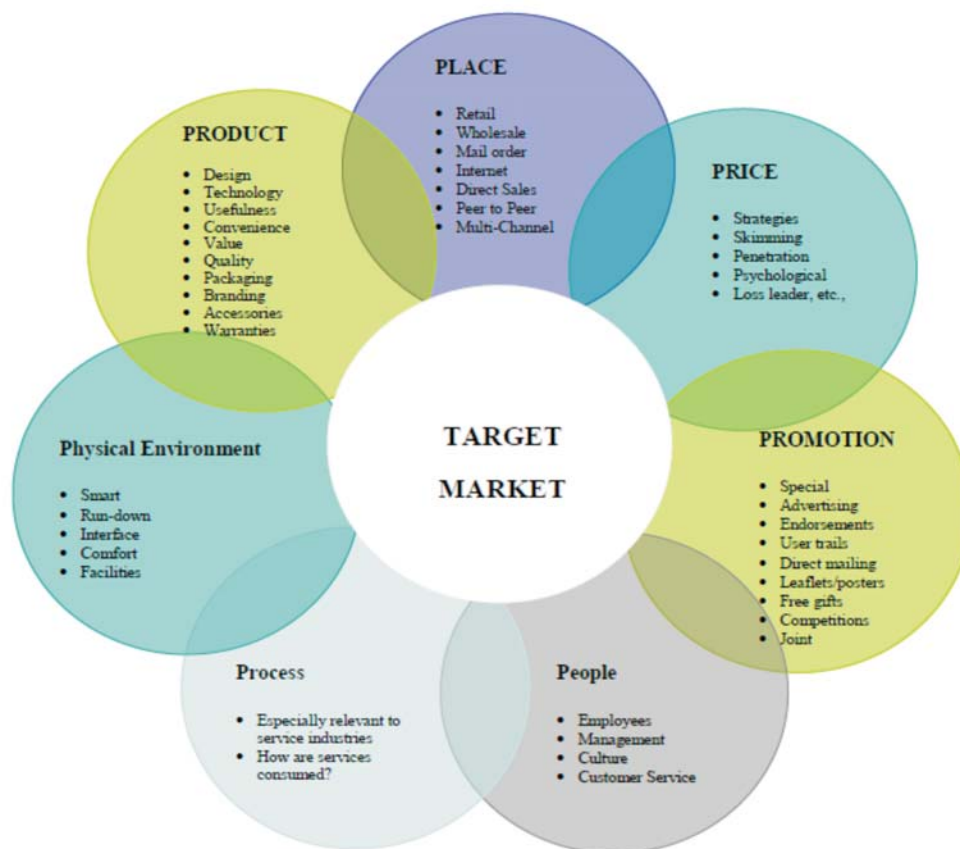 PLACE
• Retail
• Wholesale
• Mail order
• Internet
• Direct Sales
• Peer to Peer
• Multi-Channel
PRICE
• Strategies
• Skimming
• Penetration
• Psychological
• Loss leader, etc.,
PROMOTION
• Special
• Advertising
• Endorsements
• User trails
• Direct mailing
• Leaflets/posters
• Free gifts
• Competitions
• Joint
People
• Employees
• Management
• Culture
• Customer Service
Process
• Especially relevant to
service industries
• How are services
consumed?
Physical Environment
• Smart
• Run-down
• Interface
• Comfort
• Facilities
PRODUCT
• Design
• Technology
• Usefulness
• Convenience
• Value
• Quality
• Packaging
• Branding
• Accessories
• Warranties
TARGET
MARKET